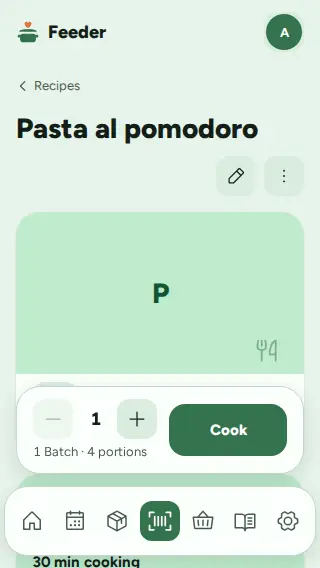 Feeder
A
Recipes
Pasta al pomodoro
P
1
Cook
1 Batch · 4 portions
30 min cooking